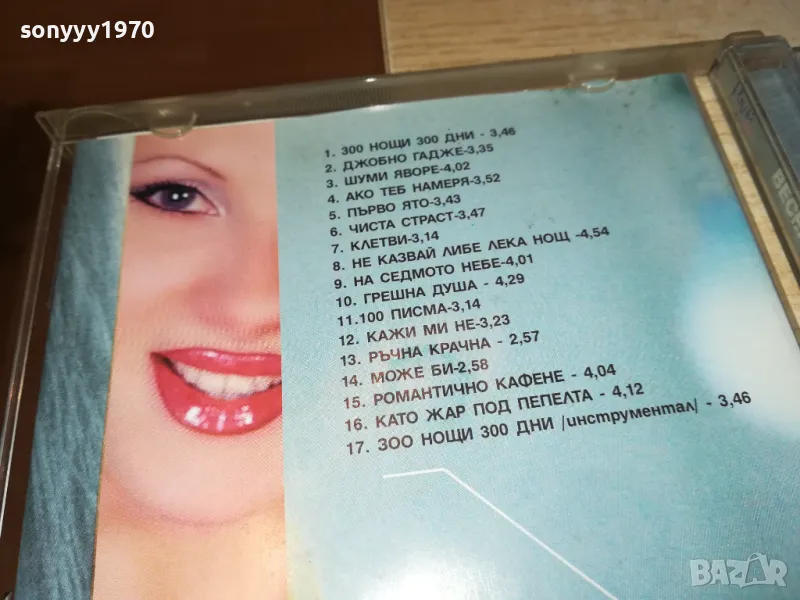 sonyyy1970
1. 300 НОЩИ 300 ДНИ - 3,46
2. ДЖОБНО ГАДЖЕ-3,35
3. ШУМИ ЯВОРЕ-4,02
4. АКО ТЕБ НАМЕРЯ-3,52
5. ПЪРВО ЯТО-3,43
6. ЧИСТА СТРАСТ-3,47
7. КЛЕТВИ-3,14
8. НЕ КАЗВАЙ ЛИБЕ ЛЕКА НОЩ -4,54
9. НА СЕДМОТО НЕБЕ-4,01
10. ГРЕШНА ДУША - 4,29
11.100 ПИСМА-3,14
12. КАЖИ МИ НЕ-3,23
13. РЪЧНА КРАЧНА - 2,57
14. МОЖЕ БИ-2,58
15. РОМАНТИЧНО КАФЕНЕ - 4,04
16. КАТО ЖАР ПОД ПЕПЕЛТА - 4,12
17. ЗОО НОЩИ 300 ДНИ /инструментал/ - 3,46
ВЕС
BAZAR